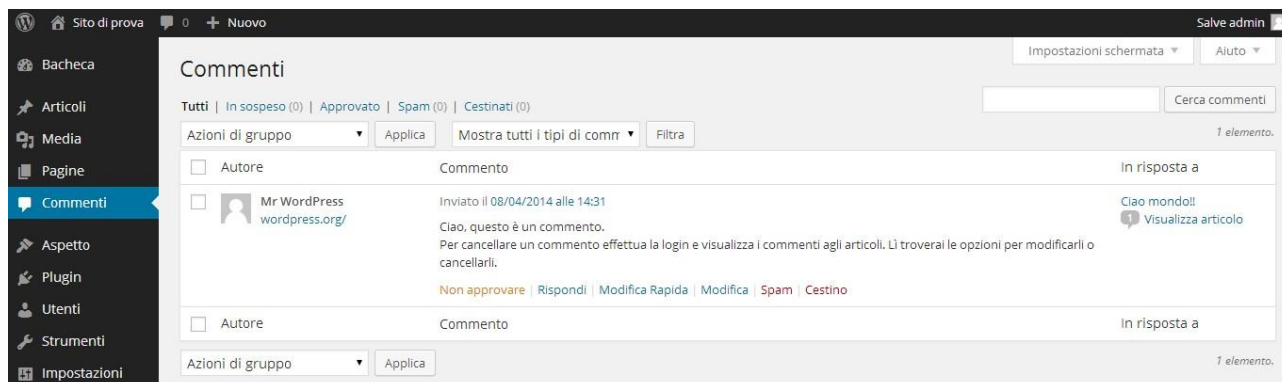 Sito di prova 0 + Nuovo Salve admin
Bacheca
Articoli
Media
Pagine
Commenti
Aspetto
Plugin
Utenti
Strumenti
Impostazioni
Impostazioni schermata ▼ Aiuto ▼
Commenti
Tutti | In sospeso (0) | Approvato | Spam (0) | Cestinati (0)
Cerca commenti
Azioni di gruppo ▼ Applica Mostra tutti i tipi di comm ▼ Filtra 1 elemento.
Autore Commento In risposta a
Mr WordPress Inviato il 08/04/2014 alle 14:31 Ciao mondo!!
wordpress.org/ 1 Visualizza articolo
Ciao, questo è un commento.
Per cancellare un commento effettua la login e visualizza i commenti agli articoli. Lì troverai le opzioni per modificarli o
cancellarli.
Non approvare | Rispondi | Modifica Rapida | Modifica | Spam | Cestino
Autore Commento In risposta a
Azioni di gruppo ▼ Applica 1 elemento.